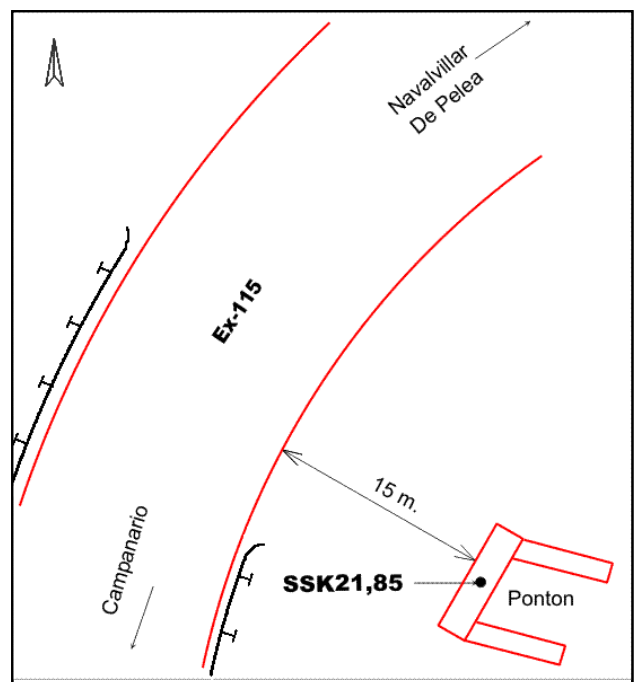 Navalvillar
De Pelea
Ex-115
15 m.
Campanario
SSK21,85
Ponton